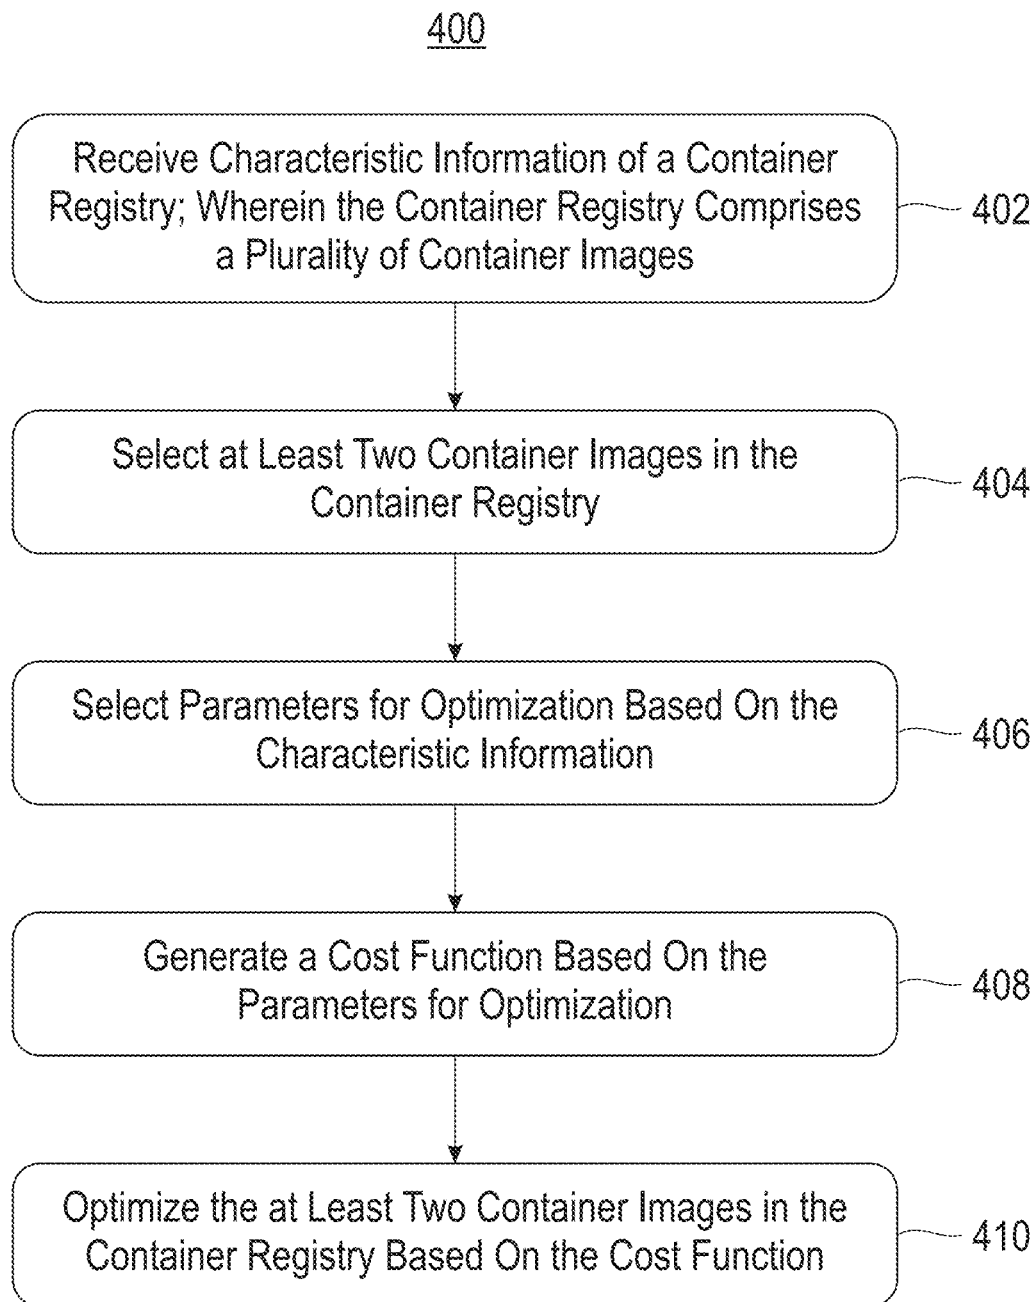 400
Receive Characteristic Information of a Container
Registry; Wherein the Container Registry Comprises
a Plurality of Container Images
402
Select at Least Two Container Images in the
Container Registry
404
Select Parameters for Optimization Based On the
Characteristic Information
406
Generate a Cost Function Based On the
Parameters for Optimization
408
Optimize the at Least Two Container Images in the
Container Registry Based On the Cost Function
410